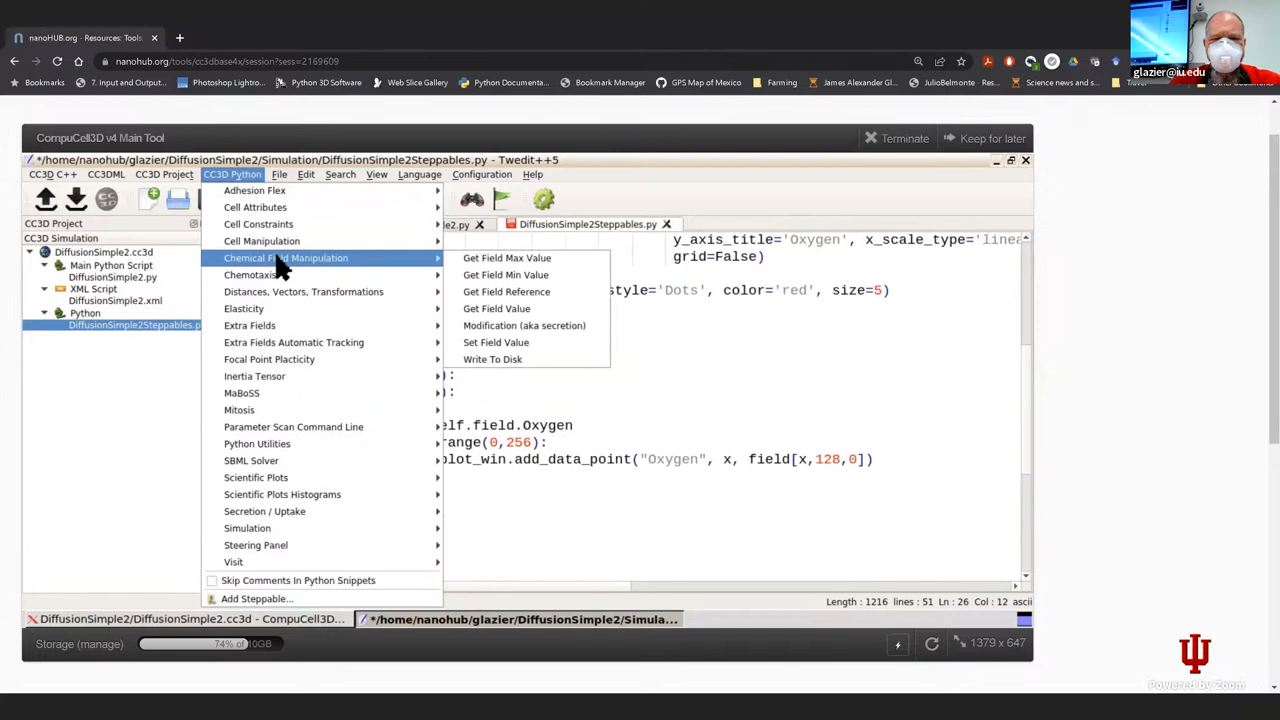 nanoHUB.org - Resources: Tools:
nanohub.org/tools/cc3dbase4x/session?sess=2169609
Bookmarks
7. Input/Output
Photoshop Lightro...
Python 3D Software
Web Slice Gallery
Python Documenta...
Bookmark Manager
GPS Map of Mexico
Farming
James Alexander Gl...
JulioBelmonte
Science news and s...
Travel
glazier@iu.edu
CompuCell3D v4 Main Tool
Terminate
Keep for later
*/home/nanohub/glazier/DiffusionSimple2/Simulation/DiffusionSimple2Steppables.py - Twedit++5
CC3D C++ CC3DML CC3D Project CC3D Python File Edit Search View Language Configuration Help
CC3D Project
CC3D Simulation
DiffusionSimple2.cc3d
Main Python Script
DiffusionSimple2.py
XML Script
DiffusionSimple2.xml
Python
DiffusionSimple2Steppables.p
Adhesion Flex
Cell Attributes
Cell Constraints
Cell Manipulation
Chemical Field Manipulation
Chemotaxis
Distances, Vectors, Transformations
Elasticity
Extra Fields
Extra Fields Automatic Tracking
Focal Point Placticity
Inertia Tensor
MaBoSS
Mitosis
Parameter Scan Command Line
Python Utilities
SBML Solver
Scientific Plots
Scientific Plots Histograms
Secretion / Uptake
Simulation
Steering Panel
Visit
Skip Comments In Python Snippets
Add Steppable...
Get Field Max Value
Get Field Min Value
Get Field Reference
Get Field Value
Modification (aka secretion)
Set Field Value
Write To Disk
le2.py
DiffusionSimple2Steppables.py
y_axis_title='Oxygen', x_scale_type='linea
grid=False)
style='Dots', color='red', size=5)
):
):
elf.field.Oxygen
range(0,256):
plot_win.add_data_point("Oxygen", x, field[x,128,0])
Length : 1216 lines : 51 Ln : 26 Col : 12 ascii
DiffusionSimple2/DiffusionSimple2.cc3d - CompuCell3D...
*/home/nanohub/glazier/DiffusionSimple2/Simula...
Storage (manage)
74% of 10GB
1379 x 647
Powered by Zoom